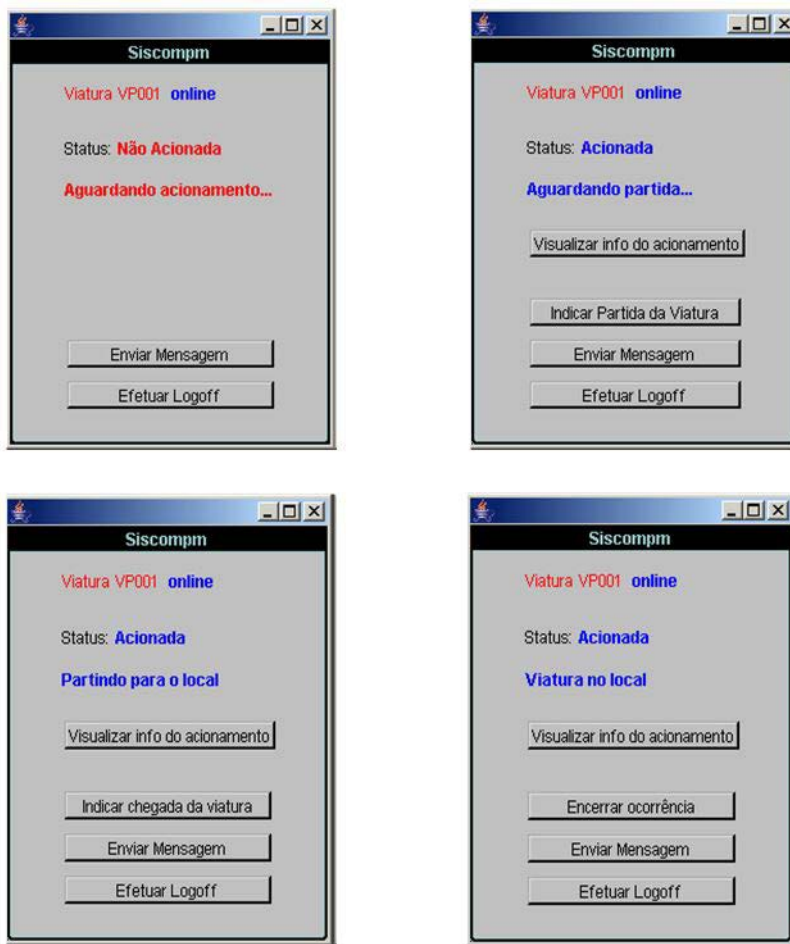 Siscompm
Viatura VP001 online
Status: Não Acionada
Aguardando acionamento...
Enviar Mensagem
Efetuar Logoff
Siscompm
Viatura VP001 online
Status: Acionada
Aguardando partida...
Visualizar info do acionamento
Indicar Partida da Viatura
Enviar Mensagem
Efetuar Logoff
Siscompm
Viatura VP001 online
Status: Acionada
Partindo para o local
Visualizar info do acionamento
Indicar chegada da viatura
Enviar Mensagem
Efetuar Logoff
Siscompm
Viatura VP001 online
Status: Acionada
Viatura no local
Visualizar info do acionamento
Encerrar ocorrência
Enviar Mensagem
Efetuar Logoff